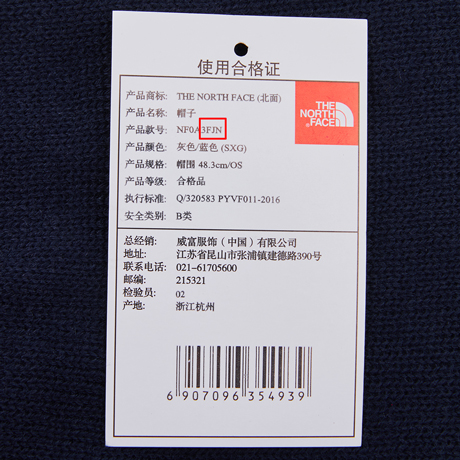 使用合格证
产品商标: THE NORTH FACE (北面)
产品名称: 帽子
产品款号: NF0A3FJN
产品颜色: 灰色/蓝色 (SXG)
产品规格: 帽围 48.3cm/OS
产品等级: 合格品
执行标准: Q/320583 PYVF011-2016
安全类别: B类
THE
NORTH
FACE
总经销: 威富服饰（中国）有限公司
地址: 江苏省昆山市张浦镇建德路390号
联系电话: 021-61705600
邮编: 215321
检验员: 02
产地: 浙江杭州
6 907096 354939